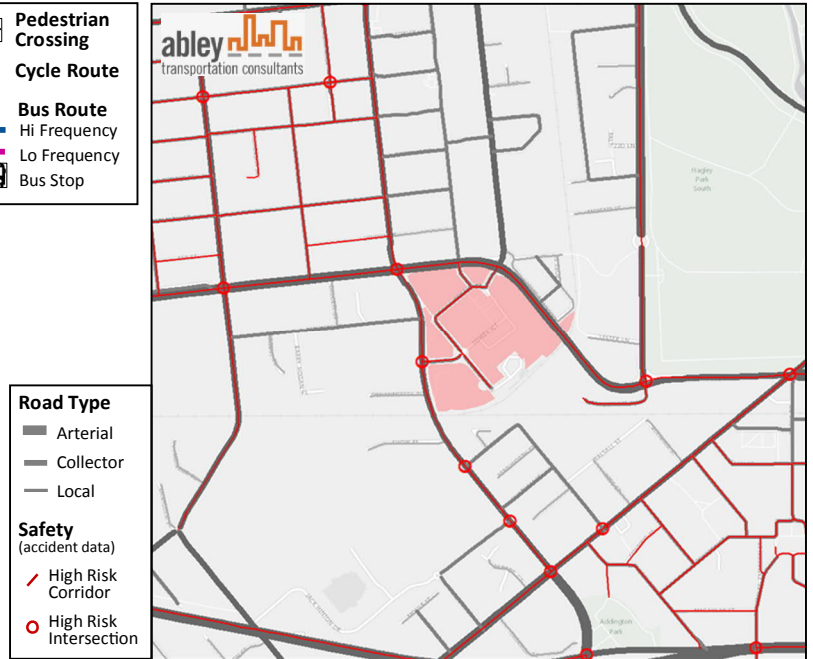 Pedestrian
Crossing
Cycle Route
Bus Route
Hi Frequency
Lo Frequency
Bus Stop
abley
transportation consultants
Hagley
Park
South
Road Type
Arterial
Collector
Local
Safety
(accident data)
High Risk
Corridor
High Risk
Intersection
Addington
Park